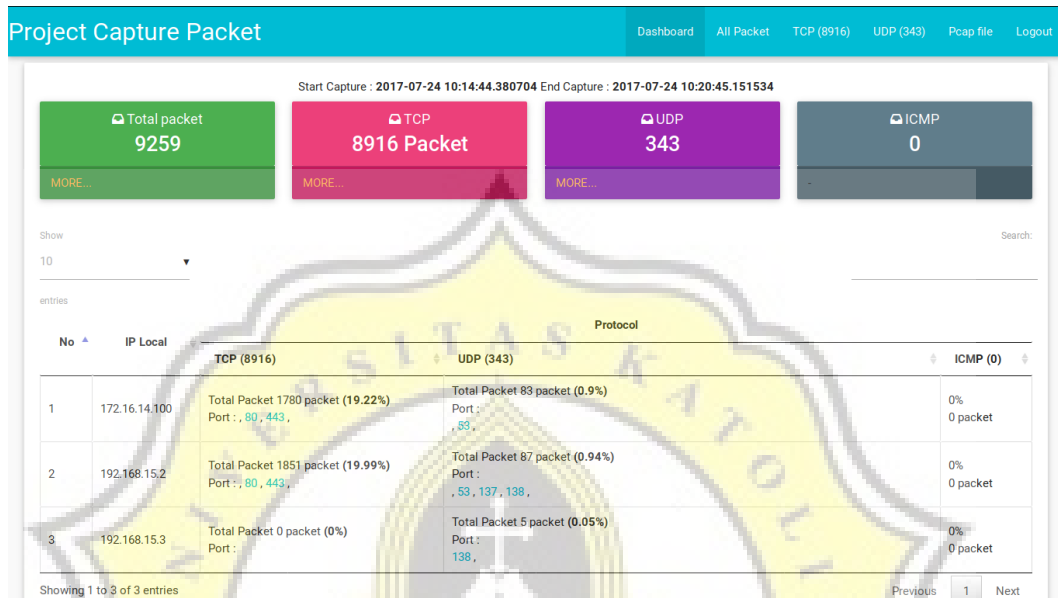 Project Capture Packet
Dashboard All Packet TCP (8916) UDP (343) Pcap file Logout
Start Capture : 2017-07-24 10:14:44.380704 End Capture : 2017-07-24 10:20:45.151534
Total packet
9259
MORE...
TCP
8916 Packet
MORE...
UDP
343
MORE...
ICMP
0
-
Show
10
entries
Search:
No IP Local Protocol
TCP (8916) UDP (343) ICMP (0)
1 172.16.14.100
Total Packet 1780 packet (19.22%)
Port : , 80 , 443 ,
Total Packet 83 packet (0.9%)
Port :
, 53 ,
0%
0 packet
2 192.168.15.2
Total Packet 1851 packet (19.99%)
Port : , 80 , 443 ,
Total Packet 87 packet (0.94%)
Port :
, 53 , 137 , 138 ,
0%
0 packet
3 192.168.15.3
Total Packet 0 packet (0%)
Port :
Total Packet 5 packet (0.05%)
Port :
138 ,
0%
0 packet
Showing 1 to 3 of 3 entries
Previous 1 Next